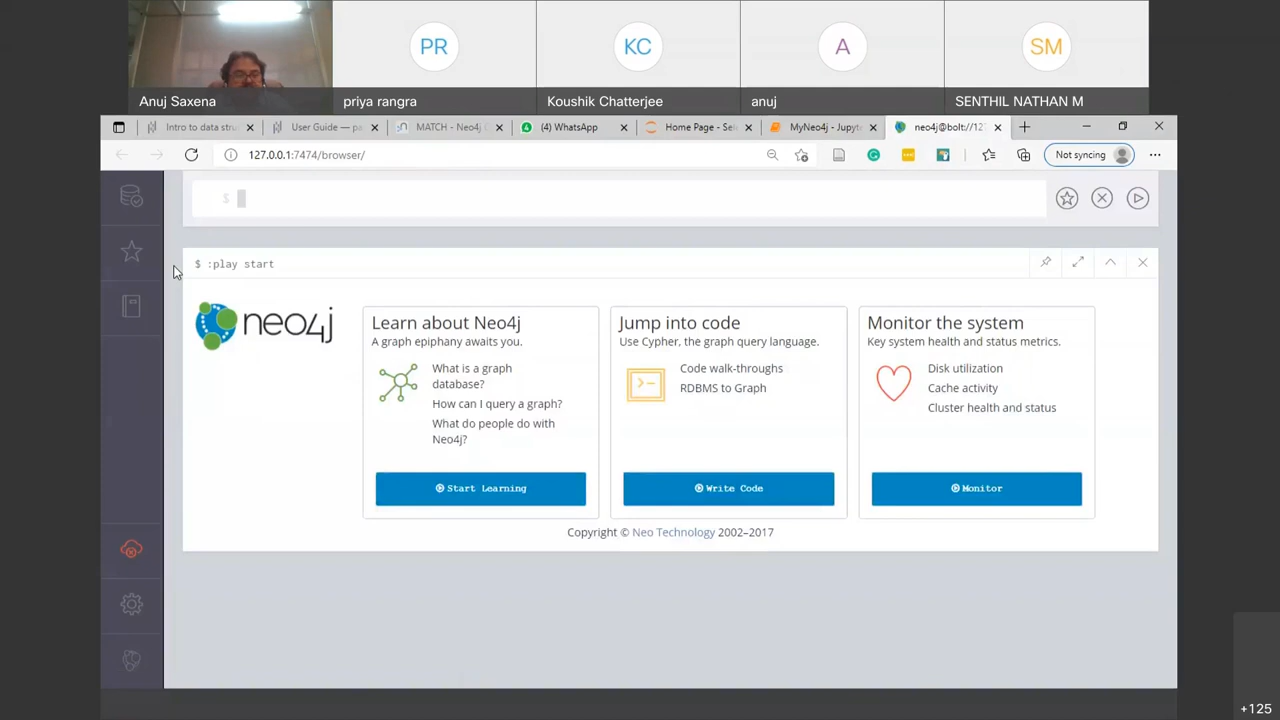 PR
KC
A
SM
Anuj Saxena
priya rangra
Koushik Chatterjee
anuj
SENTHIL NATHAN M
Intro to data stru
User Guide — pa
MATCH - Neo4j
(4) WhatsApp
Home Page - Sele
MyNeo4j - Jupyte
neo4j@bolt://12
127.0.0.1:7474/browser/
Not syncing
$
$ :play start
neo4j
Learn about Neo4j
A graph epiphany awaits you.
What is a graph
database?
How can I query a graph?
What do people do with
Neo4j?
Start Learning
Jump into code
Use Cypher, the graph query language.
Code walk-throughs
RDBMS to Graph
Write Code
Monitor the system
Key system health and status metrics.
Disk utilization
Cache activity
Cluster health and status
Monitor
Copyright © Neo Technology 2002–2017
+125